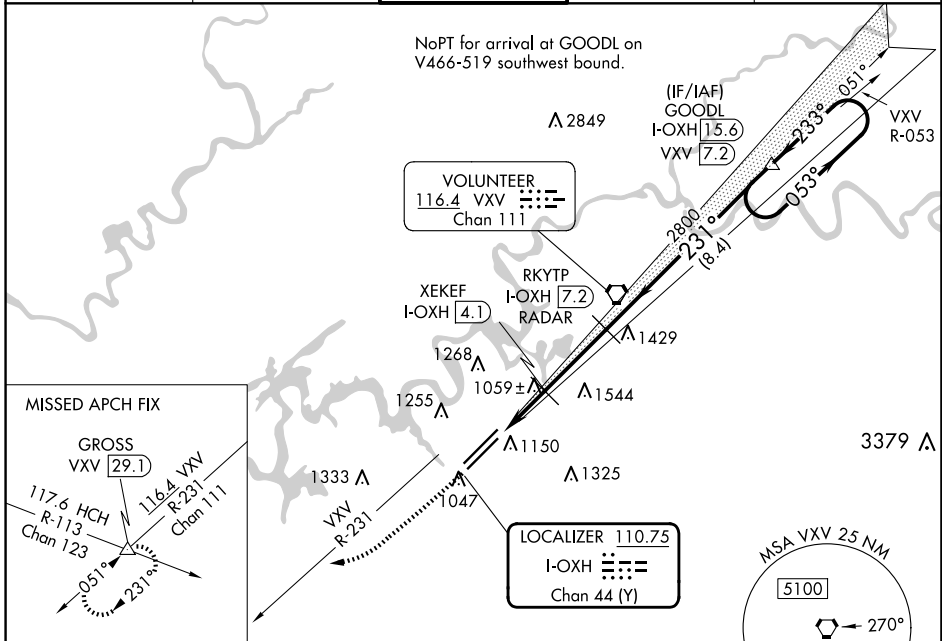 NoPT for arrival at GOODL on
V466-519 southwest bound.
(IF/IAF)
GOODL
I-OXH 15.6
VXV 7.2
051°
233°
053°
VXV
R-053
2849
VOLUNTEER
116.4 VXV
Chan 111
2800
231°
(8.4)
RKYTP
I-OXH 7.2
RADAR
XEKEF
I-OXH 4.1
1429
1268
1059±
1544
1255
1150
3379
1333
1325
1047
VXV
R-231
MISSED APCH FIX
GROSS
VXV 29.1
116.4 VXV
R-231
Chan 111
117.6 HCH
R-113
Chan 123
051°
231°
LOCALIZER 110.75
I-OXH
Chan 44 (Y)
MSA VXV 25 NM
5100
270°